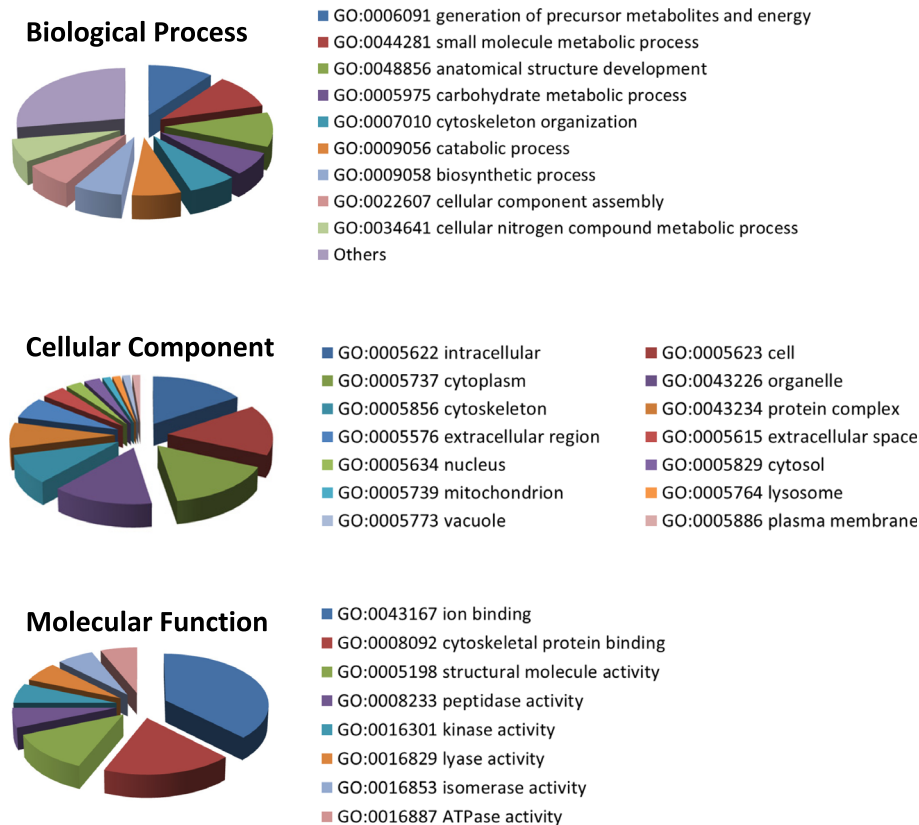 Biological Process
GO:0006091 generation of precursor metabolites and energy
GO:0044281 small molecule metabolic process
GO:0048856 anatomical structure development
GO:0005975 carbohydrate metabolic process
GO:0007010 cytoskeleton organization
GO:0009056 catabolic process
GO:0009058 biosynthetic process
GO:0022607 cellular component assembly
GO:0034641 cellular nitrogen compound metabolic process
Others
Cellular Component
GO:0005622 intracellular GO:0005623 cell
GO:0005737 cytoplasm GO:0043226 organelle
GO:0005856 cytoskeleton GO:0043234 protein complex
GO:0005576 extracellular region GO:0005615 extracellular space
GO:0005634 nucleus GO:0005829 cytosol
GO:0005739 mitochondrion GO:0005764 lysosome
GO:0005773 vacuole GO:0005886 plasma membrane
Molecular Function
GO:0043167 ion binding
GO:0008092 cytoskeletal protein binding
GO:0005198 structural molecule activity
GO:0008233 peptidase activity
GO:0016301 kinase activity
GO:0016829 lyase activity
GO:0016853 isomerase activity
GO:0016887 ATPase activity